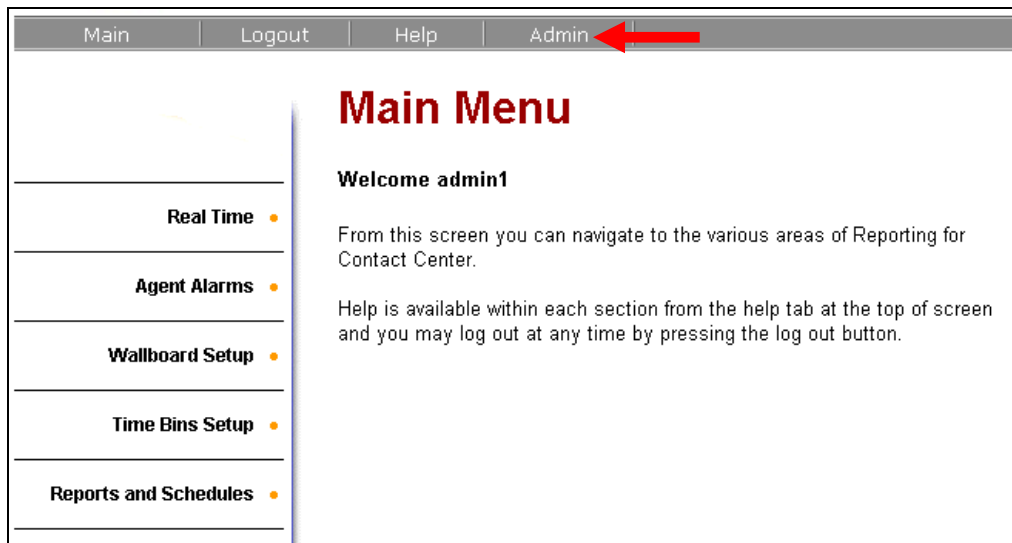 Main Logout Help Admin
Main Menu
Welcome admin1
From this screen you can navigate to the various areas of Reporting for
Contact Center.
Help is available within each section from the help tab at the top of screen
and you may log out at any time by pressing the log out button.
Real Time
Agent Alarms
Wallboard Setup
Time Bins Setup
Reports and Schedules